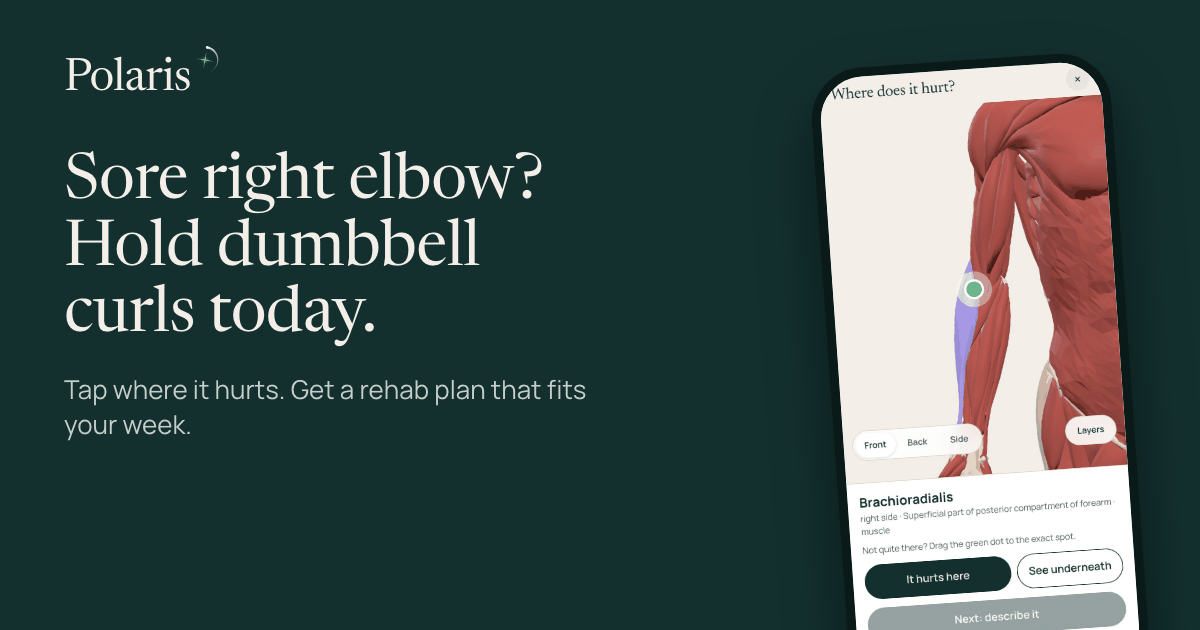 Polaris
Sore right elbow?
Hold dumbbell
curls today.
Tap where it hurts. Get a rehab plan that fits
your week.
Where does it hurt?
×
Front
Back
Side
Layers
Brachioradialis
right side · Superficial part of posterior compartment of forearm ·
muscle
Not quite there? Drag the green dot to the exact spot.
It hurts here
See underneath
Next: describe it